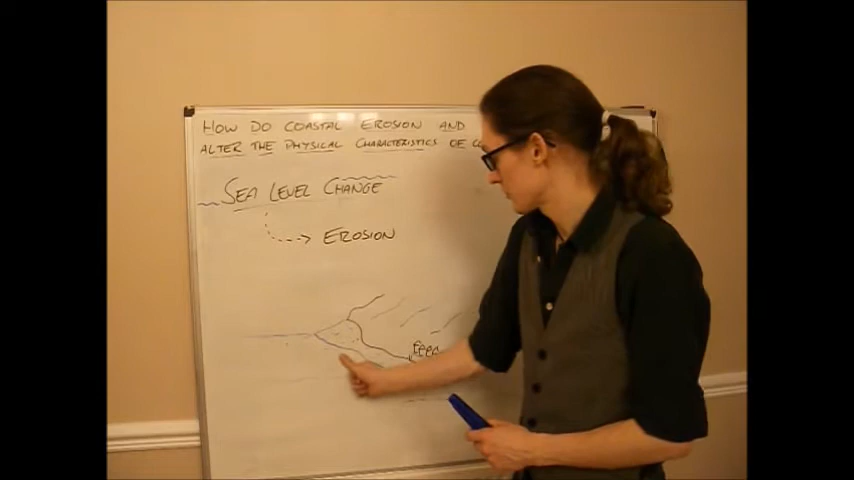 HOW DO COASTAL EROSION AND
ALTER THE PHYSICAL CHARACTERISTICS OF
SEA LEVEL CHANGE
EROSION